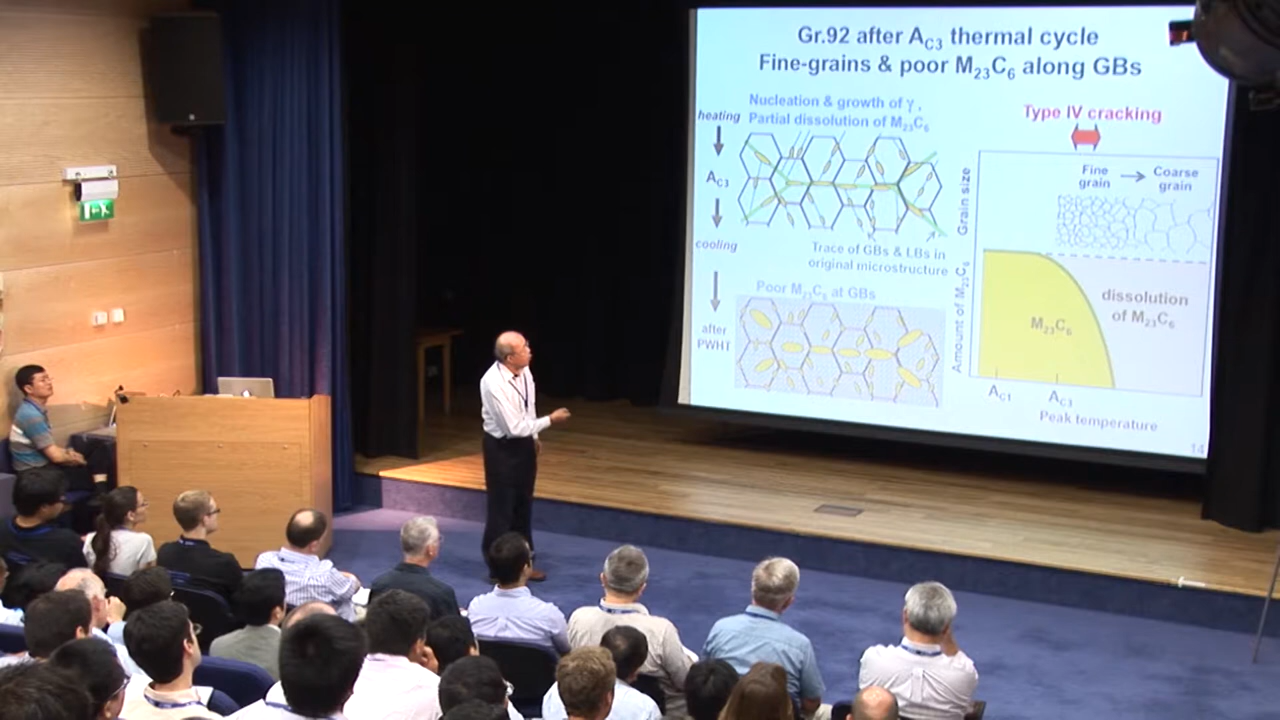 Gr.92 after AC3 thermal cycle
Fine-grains & poor M23C6 along GBs
Nucleation & growth of γ,
Partial dissolution of M23C6
heating
AC3
cooling
Trace of GBs & LBs in
original microstructure
Poor M23C6 at GBs
after
PWHT
Type IV cracking
Fine
grain
Coarse
grain
Grain size
Amount of M23C6
dissolution
of M23C6
M23C6
AC1
AC3
Peak temperature
14